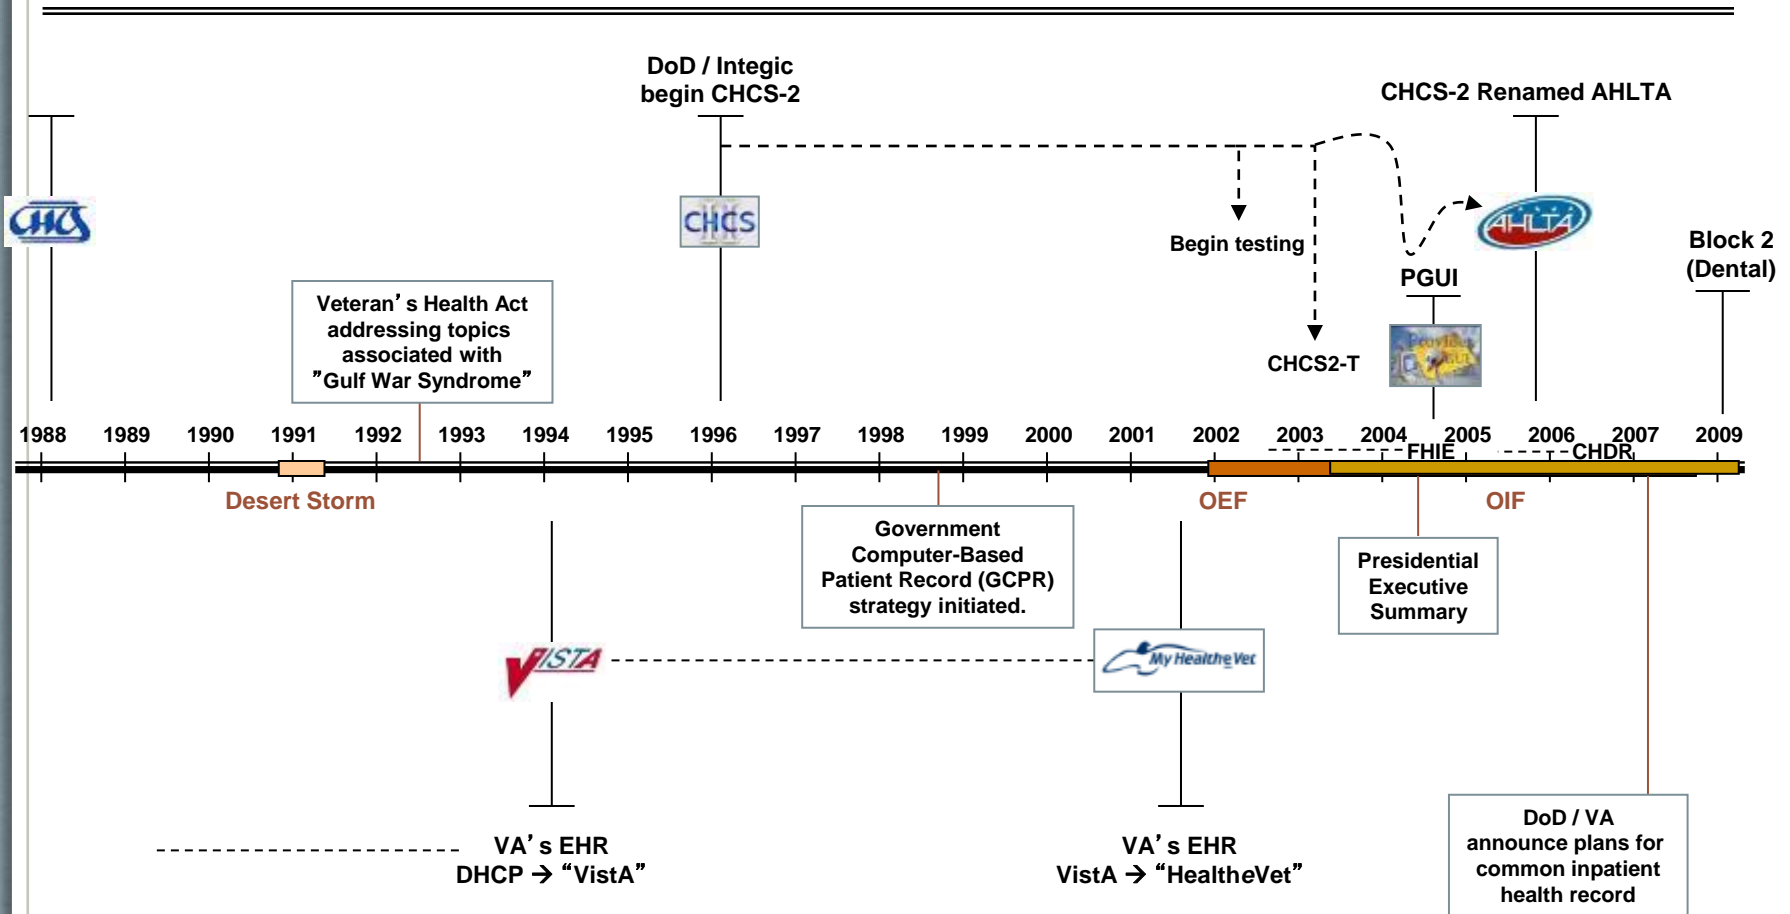 DoD / Integic
begin CHCS-2
CHCS-2 Renamed AHLTA
CHCS
CHCS
AHLTA
Begin testing
Block 2
(Dental)
PGUI
Provider
GUI
CHCS2-T
Veteran’s Health Act
addressing topics
associated with
”Gulf War Syndrome”
1988 1989 1990 1991 1992 1993 1994 1995 1996 1997 1998 1999 2000 2001 2002 2003 2004 2005 2006 2007 2009
FHIE CHDR
Desert Storm
OEF
OIF
Government
Computer-Based
Patient Record (GCPR)
strategy initiated.
Presidential
Executive
Summary
VISTA
My HealtheVet
VA’s EHR
DHCP → “VistA”
VA’s EHR
VistA → “HealtheVet”
DoD / VA
announce plans for
common inpatient
health record